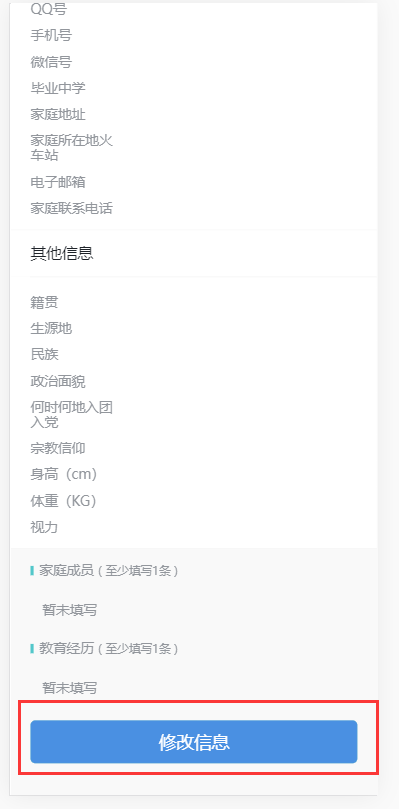 QQ号
手机号
微信号
毕业中学
家庭地址
家庭所在地火
车站
电子邮箱
家庭联系电话
其他信息
籍贯
生源地
民族
政治面貌
何时何地入团
入党
宗教信仰
身高（cm）
体重（KG）
视力
家庭成员（至少填写1条）
暂未填写
教育经历（至少填写1条）
暂未填写
修改信息